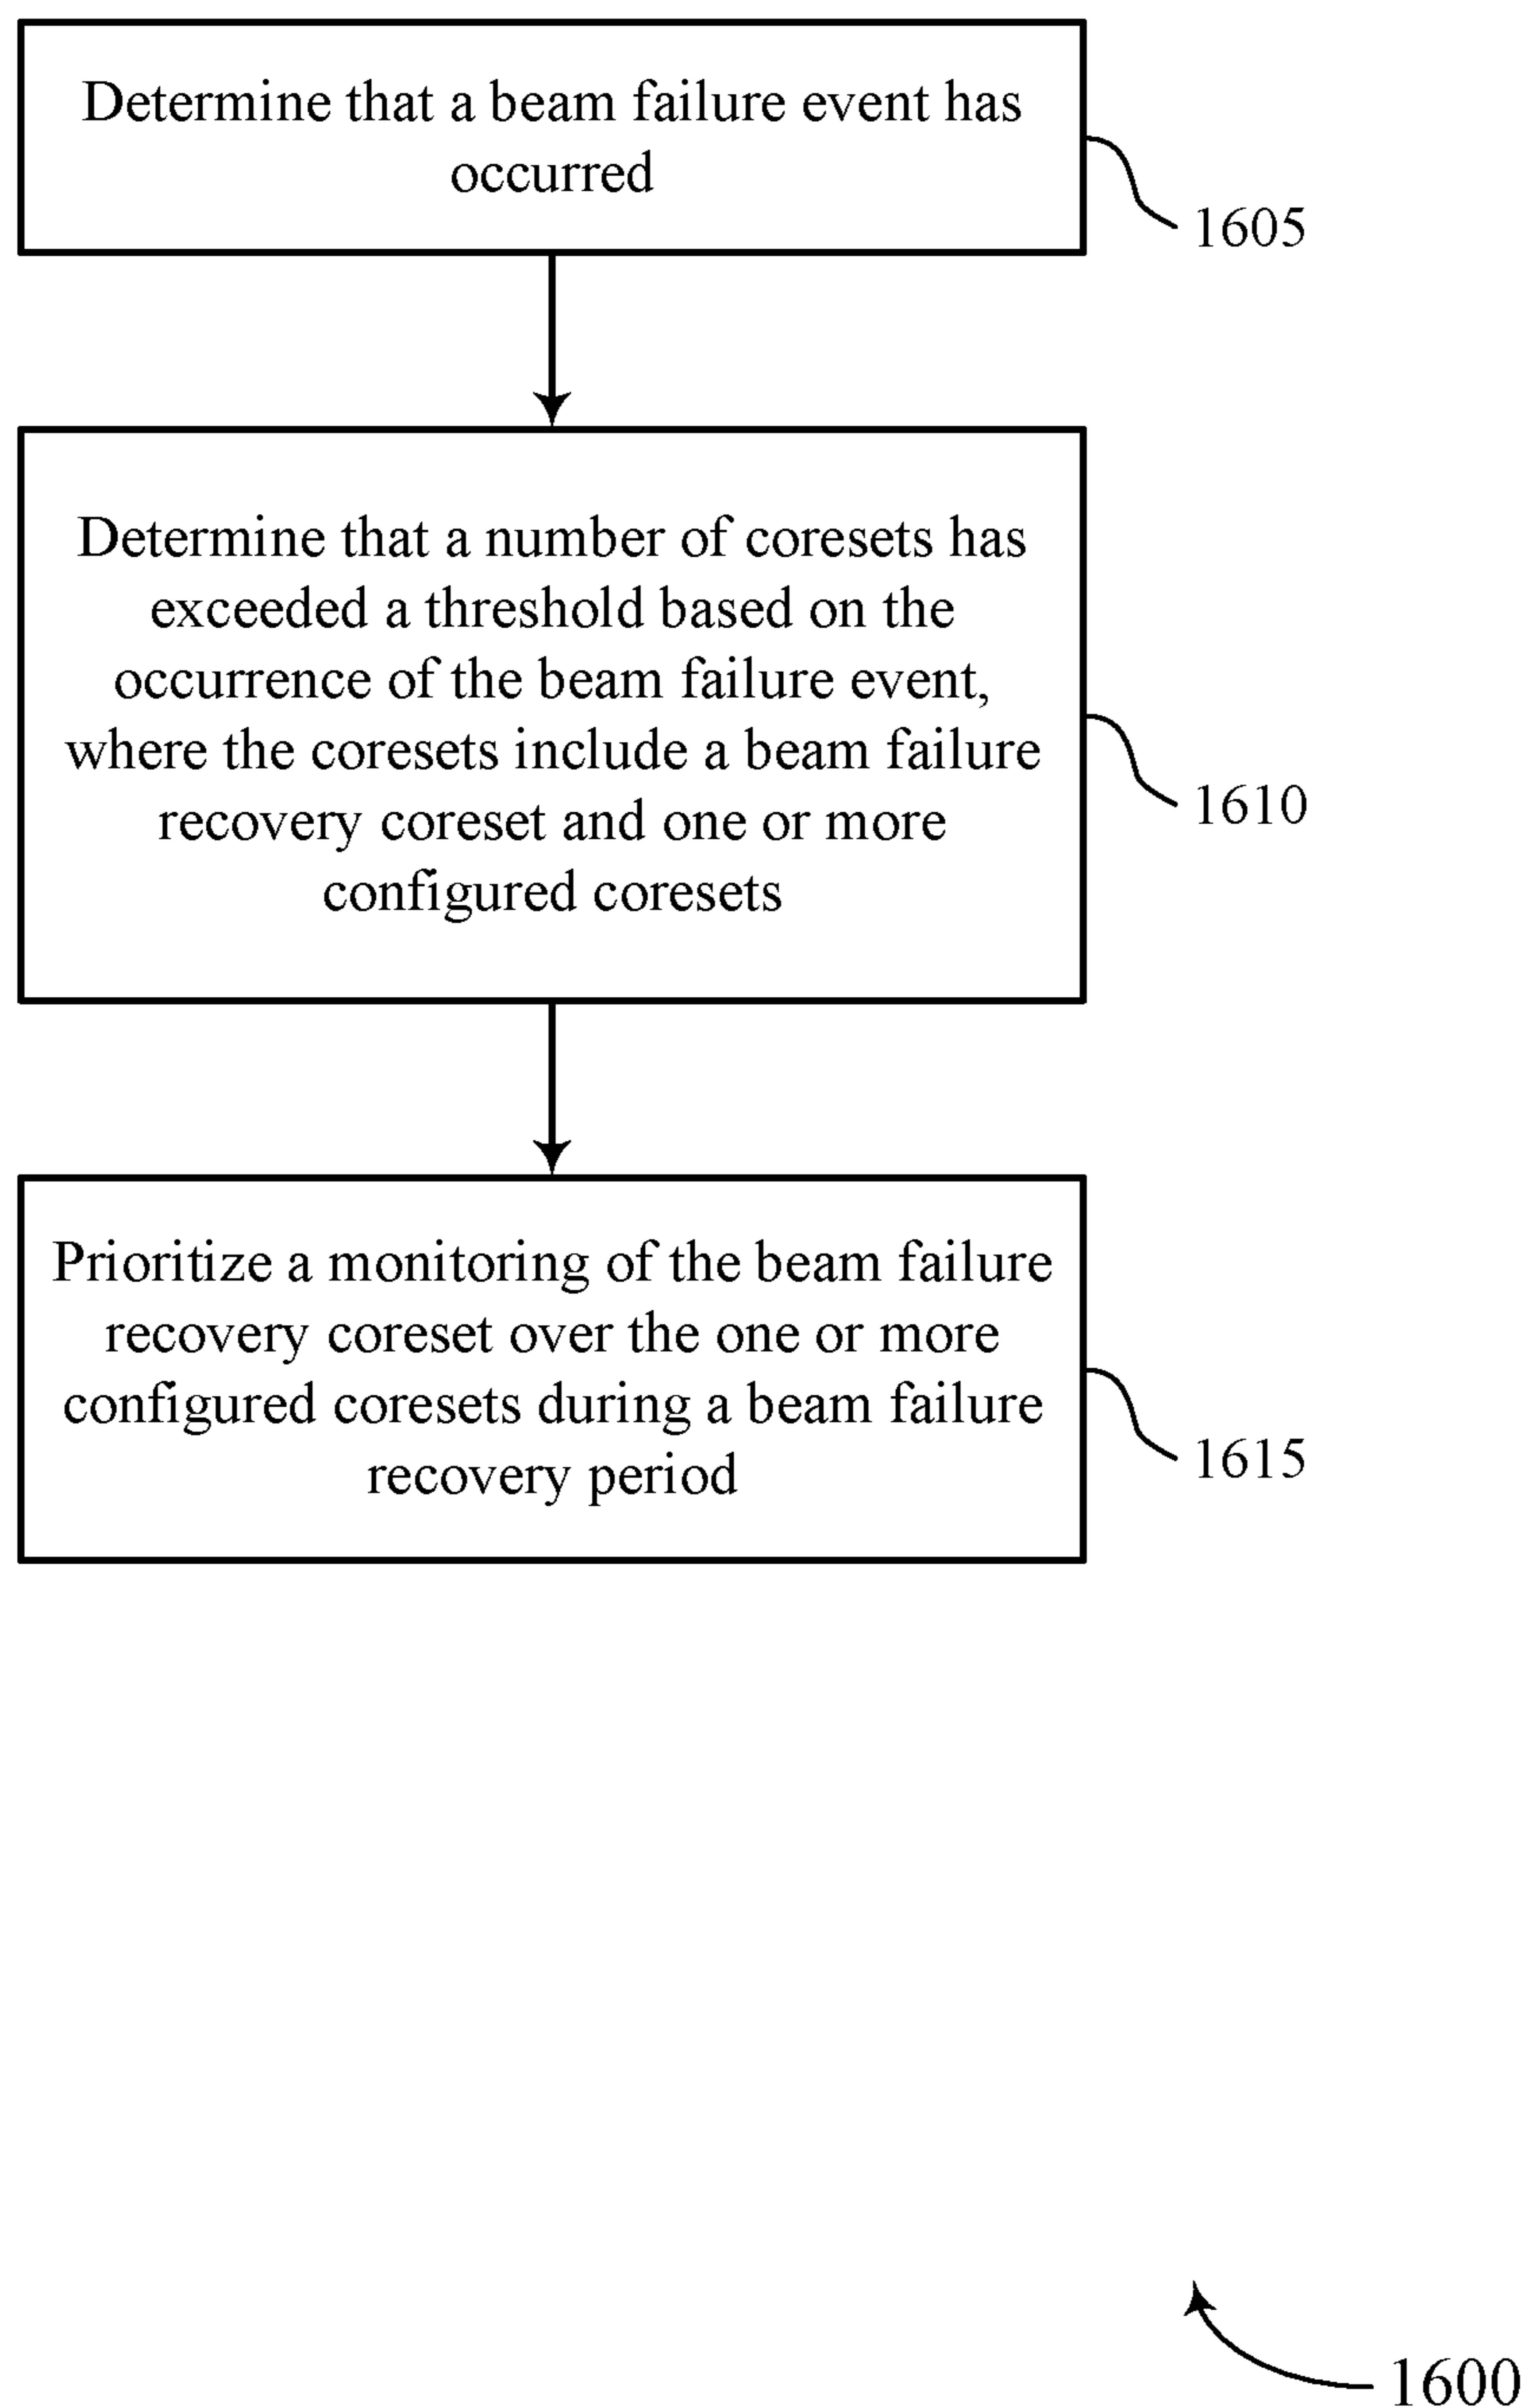 Determine that a beam failure event has
occurred
1605
Determine that a number of coresets has
exceeded a threshold based on the
occurrence of the beam failure event,
where the coresets include a beam failure
recovery coreset and one or more
configured coresets
1610
Prioritize a monitoring of the beam failure
recovery coreset over the one or more
configured coresets during a beam failure
recovery period
1615
1600